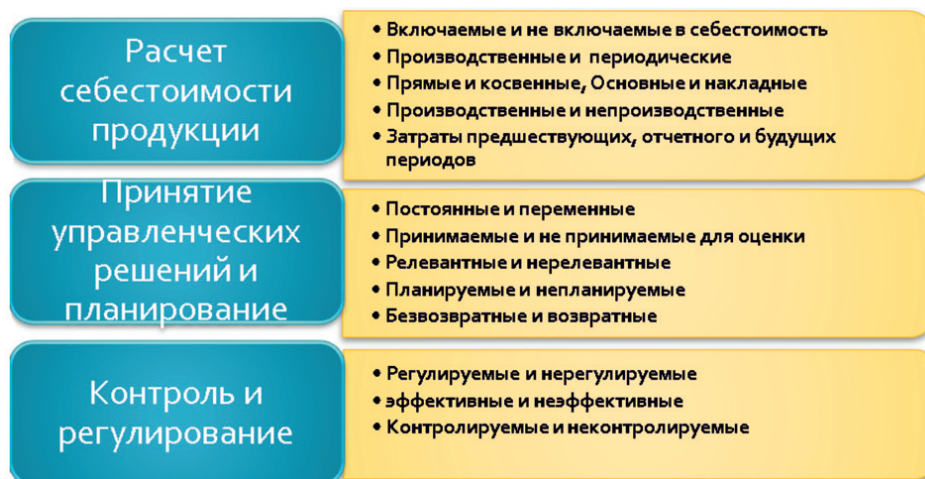 Расчет
себестоимости
продукции
• Включаемые и не включаемые в себестоимость
• Производственные и периодические
• Прямые и косвенные, Основные и накладные
• Производственные и непроизводственные
• Затраты предшествующих, отчетного и будущих
периодов
Принятие
управленческих
решений и
планирование
• Постоянные и переменные
• Принимаемые и не принимаемые для оценки
• Релевантные и нерелевантные
• Планируемые и непланируемые
• Безвозвратные и возвратные
Контроль и
регулирование
• Регулируемые и нерегулируемые
• эффективные и неэффективные
• Контролируемые и неконтролируемые